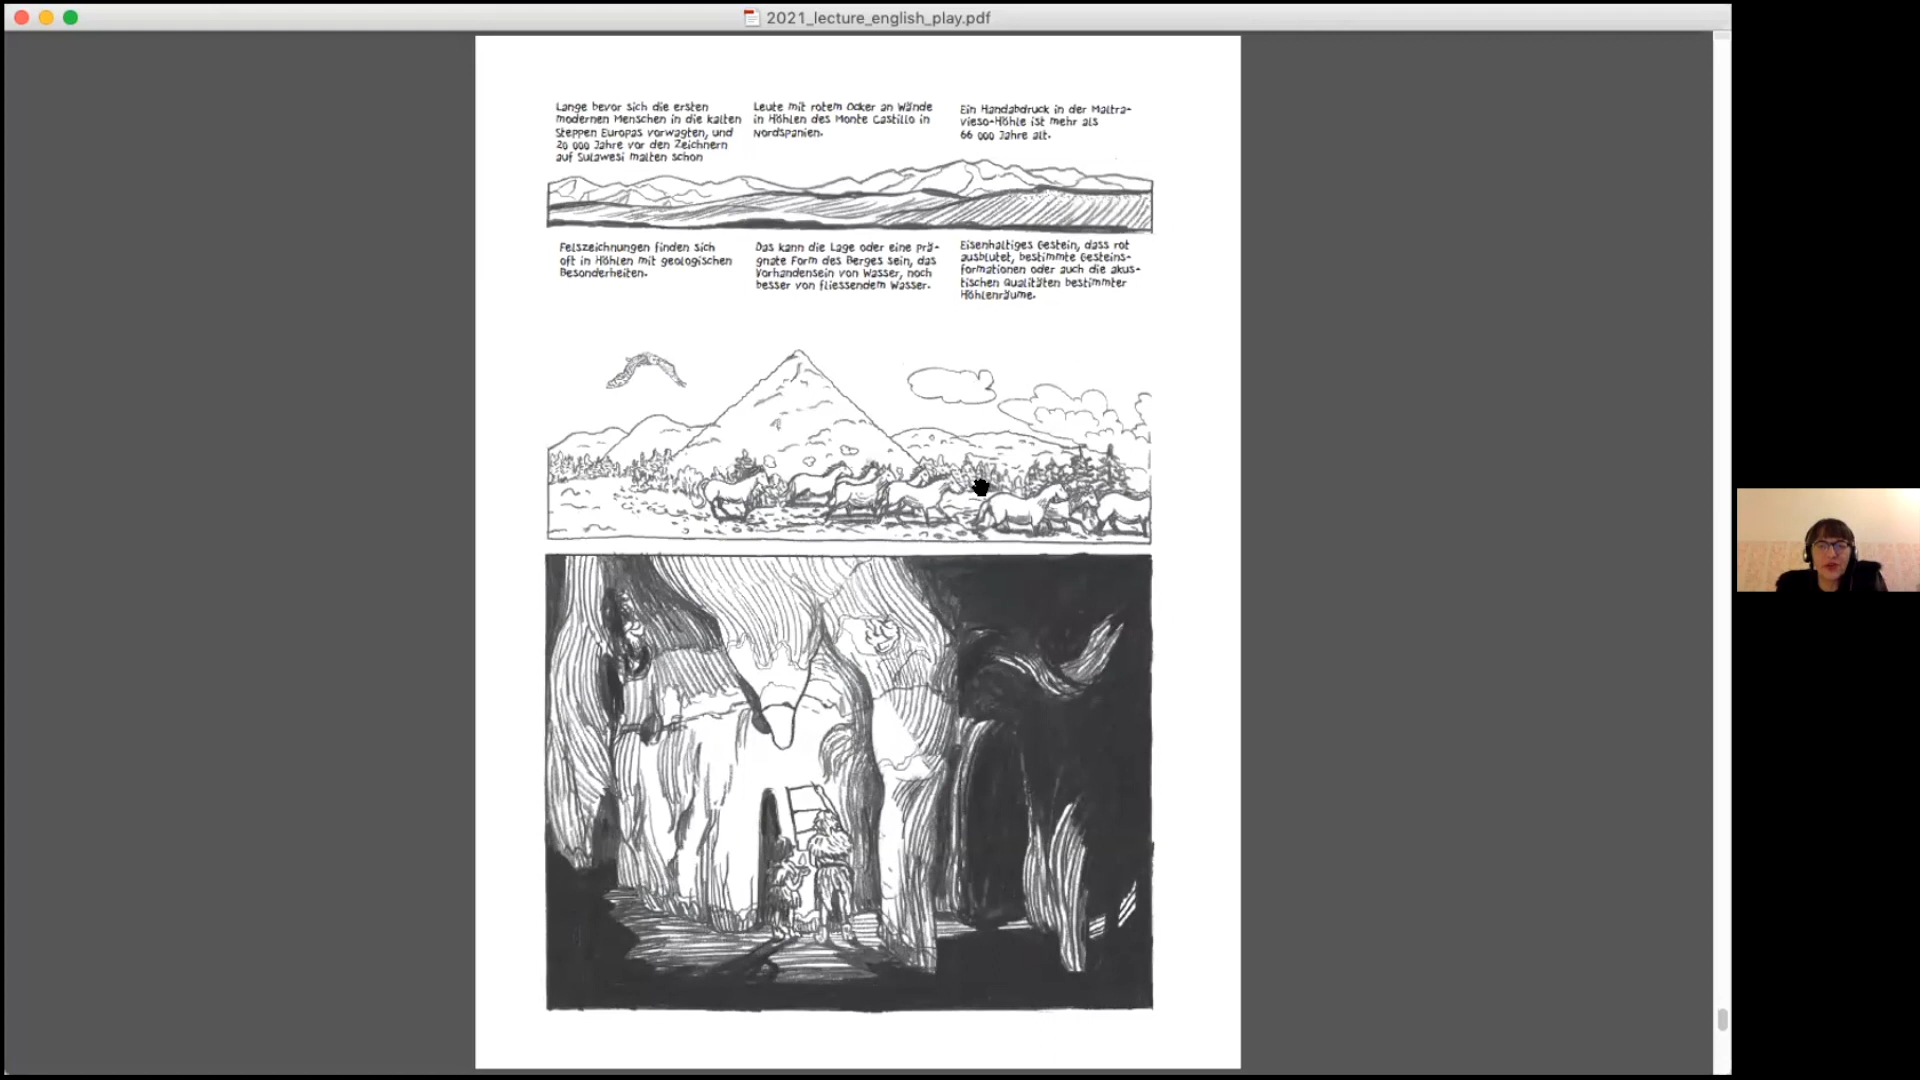 2021_lecture_english_play.pdf
Lange bevor sich die ersten
modernen Menschen in die kalten
Steppen Europas vorwagten, und
20 000 Jahre vor den Zeichnern
auf Sulawesi malten schon
Leute mit rotem Ocker an Wände
in Höhlen des Monte Castillo in
Nordspanien.
Ein Handabdruck in der Maltra-
vieso-Höhle ist mehr als
66 000 Jahre alt.
Felszeichnungen finden sich
oft in Höhlen mit geologischen
Besonderheiten.
Das kann die Lage oder eine prä-
gnate Form des Berges sein, das
Vorhandensein von Wasser, noch
besser von fliessendem Wasser.
Eisenhaltiges Gestein, dass rot
ausblutet, bestimmte Gesteins-
formationen oder auch die akus-
tischen Qualitäten bestimmter
Höhlenräume.